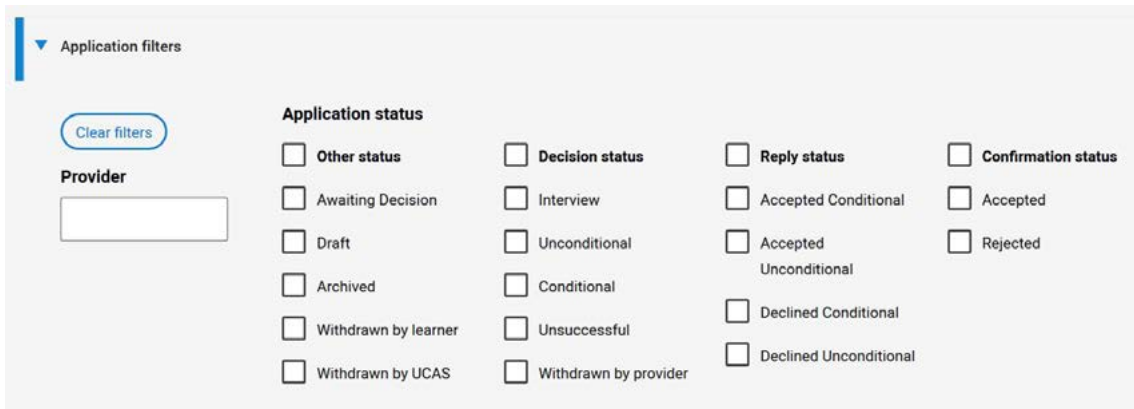 Application filters
Clear filters
Provider
Application status
Other status
Awaiting Decision
Draft
Archived
Withdrawn by learner
Withdrawn by UCAS
Decision status
Interview
Unconditional
Conditional
Unsuccessful
Withdrawn by provider
Reply status
Accepted Conditional
Accepted
Unconditional
Declined Conditional
Declined Unconditional
Confirmation status
Accepted
Rejected